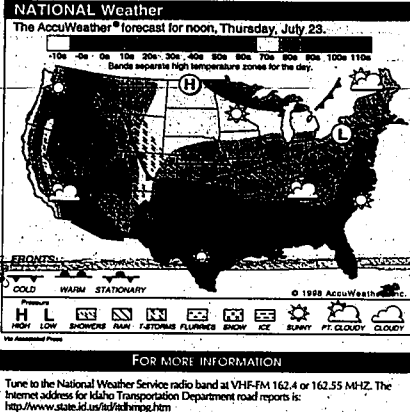 NATIONAL Weather
The AccuWeather® forecast for noon, Thursday, July 23.
-10s -0s 0s 10s 20s 30s 40s 50s 60s 70s 80s 90s 100s 110s
Bands separate high temperature zones for the day.
H
L
FRONTS:
COLD WARM STATIONARY
© 1998 AccuWeather, Inc.
Pressure
H L
HIGH LOW SHOWERS RAIN T-STORMS FLURRIES SNOW ICE SUNNY PT. CLOUDY CLOUDY
Via Associated Press
FOR MORE INFORMATION
Tune to the National Weather Service radio band at VHF-FM 162.4 or 162.55 MHZ. The
Internet address for Idaho Transportation Department road reports is:
http://www.state.id.us/itd/itdhmpg.htm